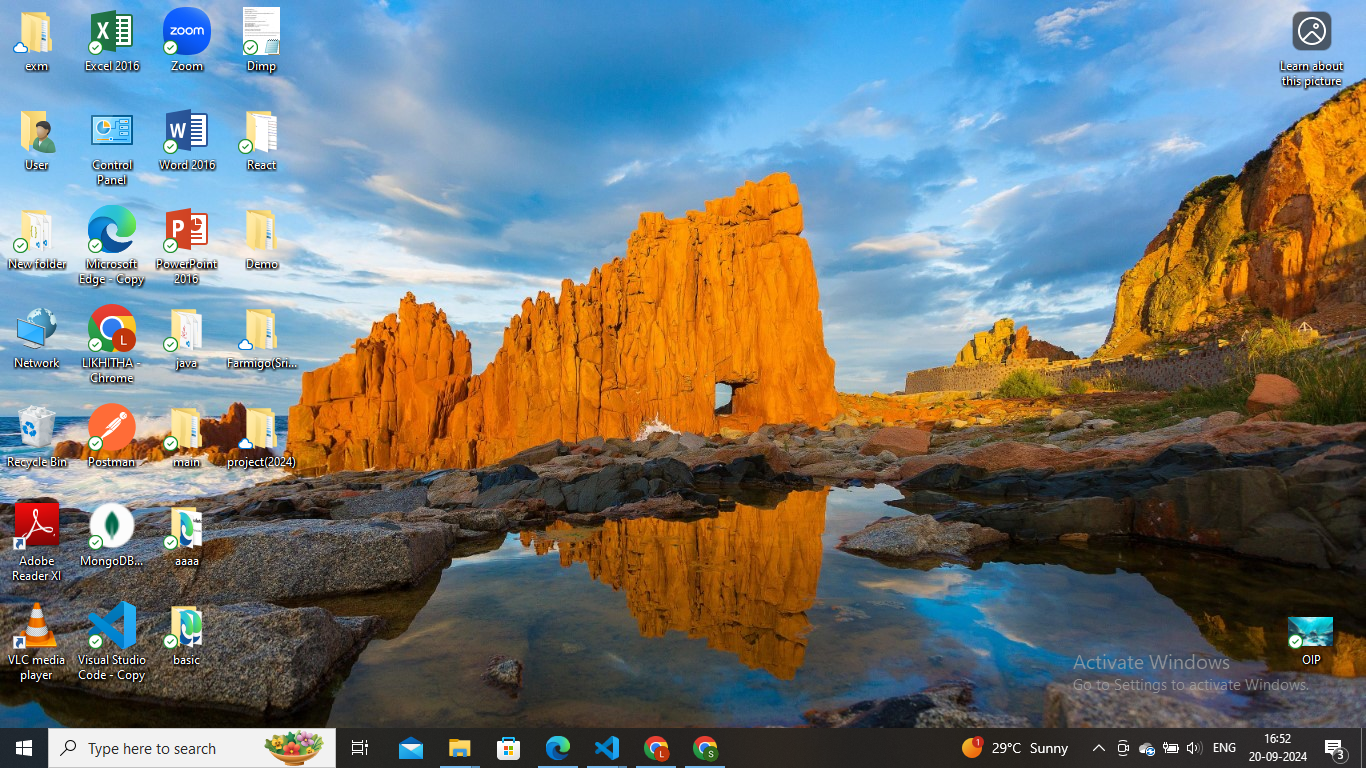 exm
Excel 2016
zoom
Zoom
Dimp
Learn about
this picture
User
Control
Panel
W
Word 2016
React
New folder
Microsoft
Edge - Copy
P
PowerPoint
2016
Demo
Network
L
LIKHITHA -
Chrome
java
Farmigo(Sri...
Recycle Bin
Postman
main
project(2024)
Adobe
Reader XI
MongoDB...
aaaa
VLC media
player
Visual Studio
Code - Copy
basic
OIP
Activate Windows
Go to Settings to activate Windows.
Type here to search
L
S
1
29°C Sunny
ENG
16:52
20-09-2024
3